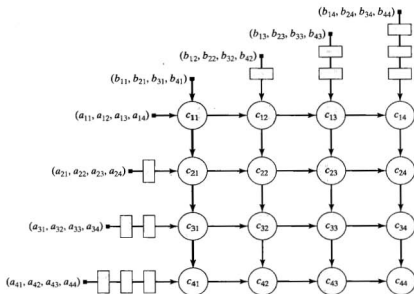 (b14, b24, b34, b44)
(b13, b23, b33, b43)
(b12, b22, b32, b42)
(b11, b21, b31, b41)
(a11, a12, a13, a14)
c11 c12 c13 c14
(a21, a22, a23, a24)
c21 c22 c23 c24
(a31, a32, a33, a34)
c31 c32 c33 c34
(a41, a42, a43, a44)
c41 c42 c43 c44